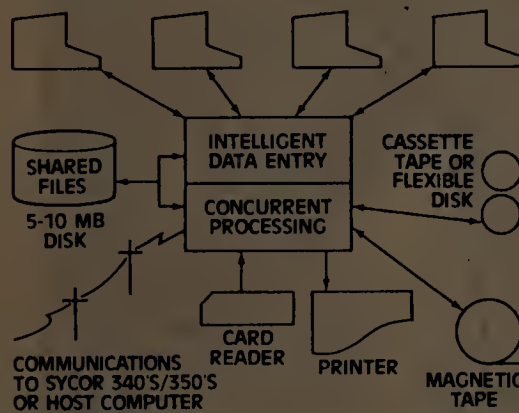 INTELLIGENT
DATA ENTRY
CONCURRENT
PROCESSING
SHARED
FILES
5-10 MB
DISK
CASSETTE
TAPE OR
FLEXIBLE
DISK
CARD
READER
PRINTER
MAGNETIC
TAPE
COMMUNICATIONS
TO SYCOR 340'S/350'S
OR HOST COMPUTER